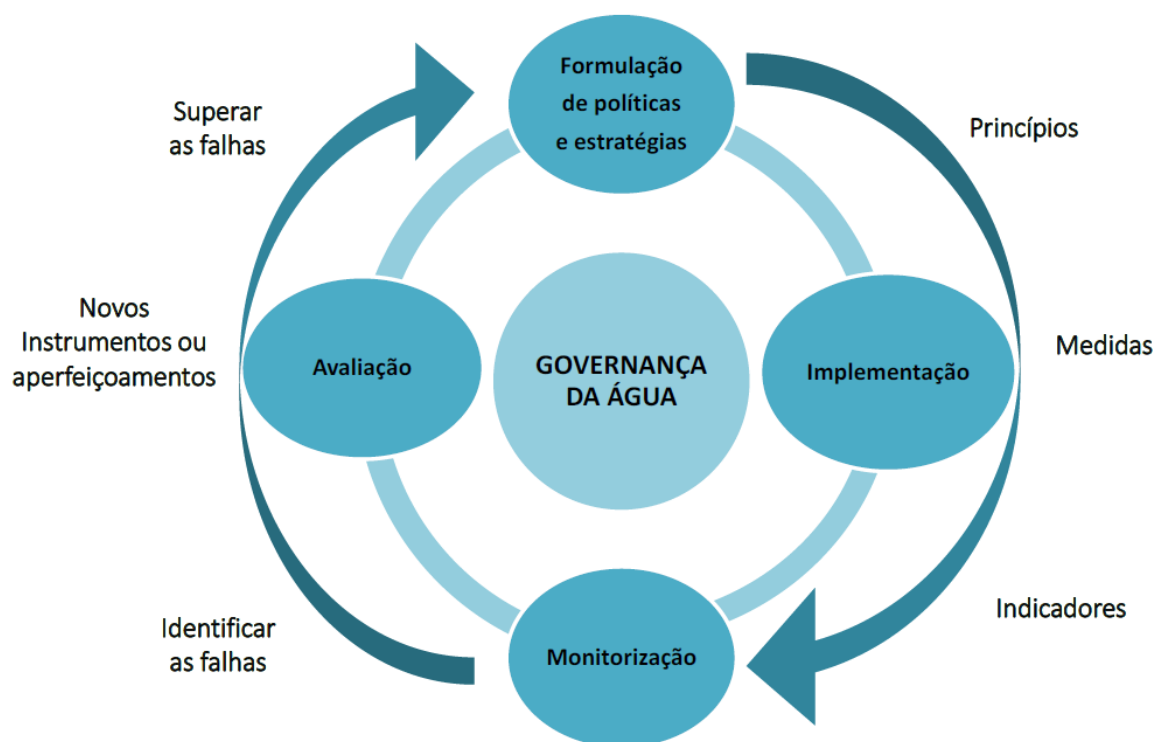 Formulação
de políticas
e estratégias
Superar
as falhas
Princípios
Novos
Instrumentos ou
aperfeiçoamentos
Avaliação
GOVERNANÇA
DA ÁGUA
Implementação
Medidas
Identificar
as falhas
Monitorização
Indicadores